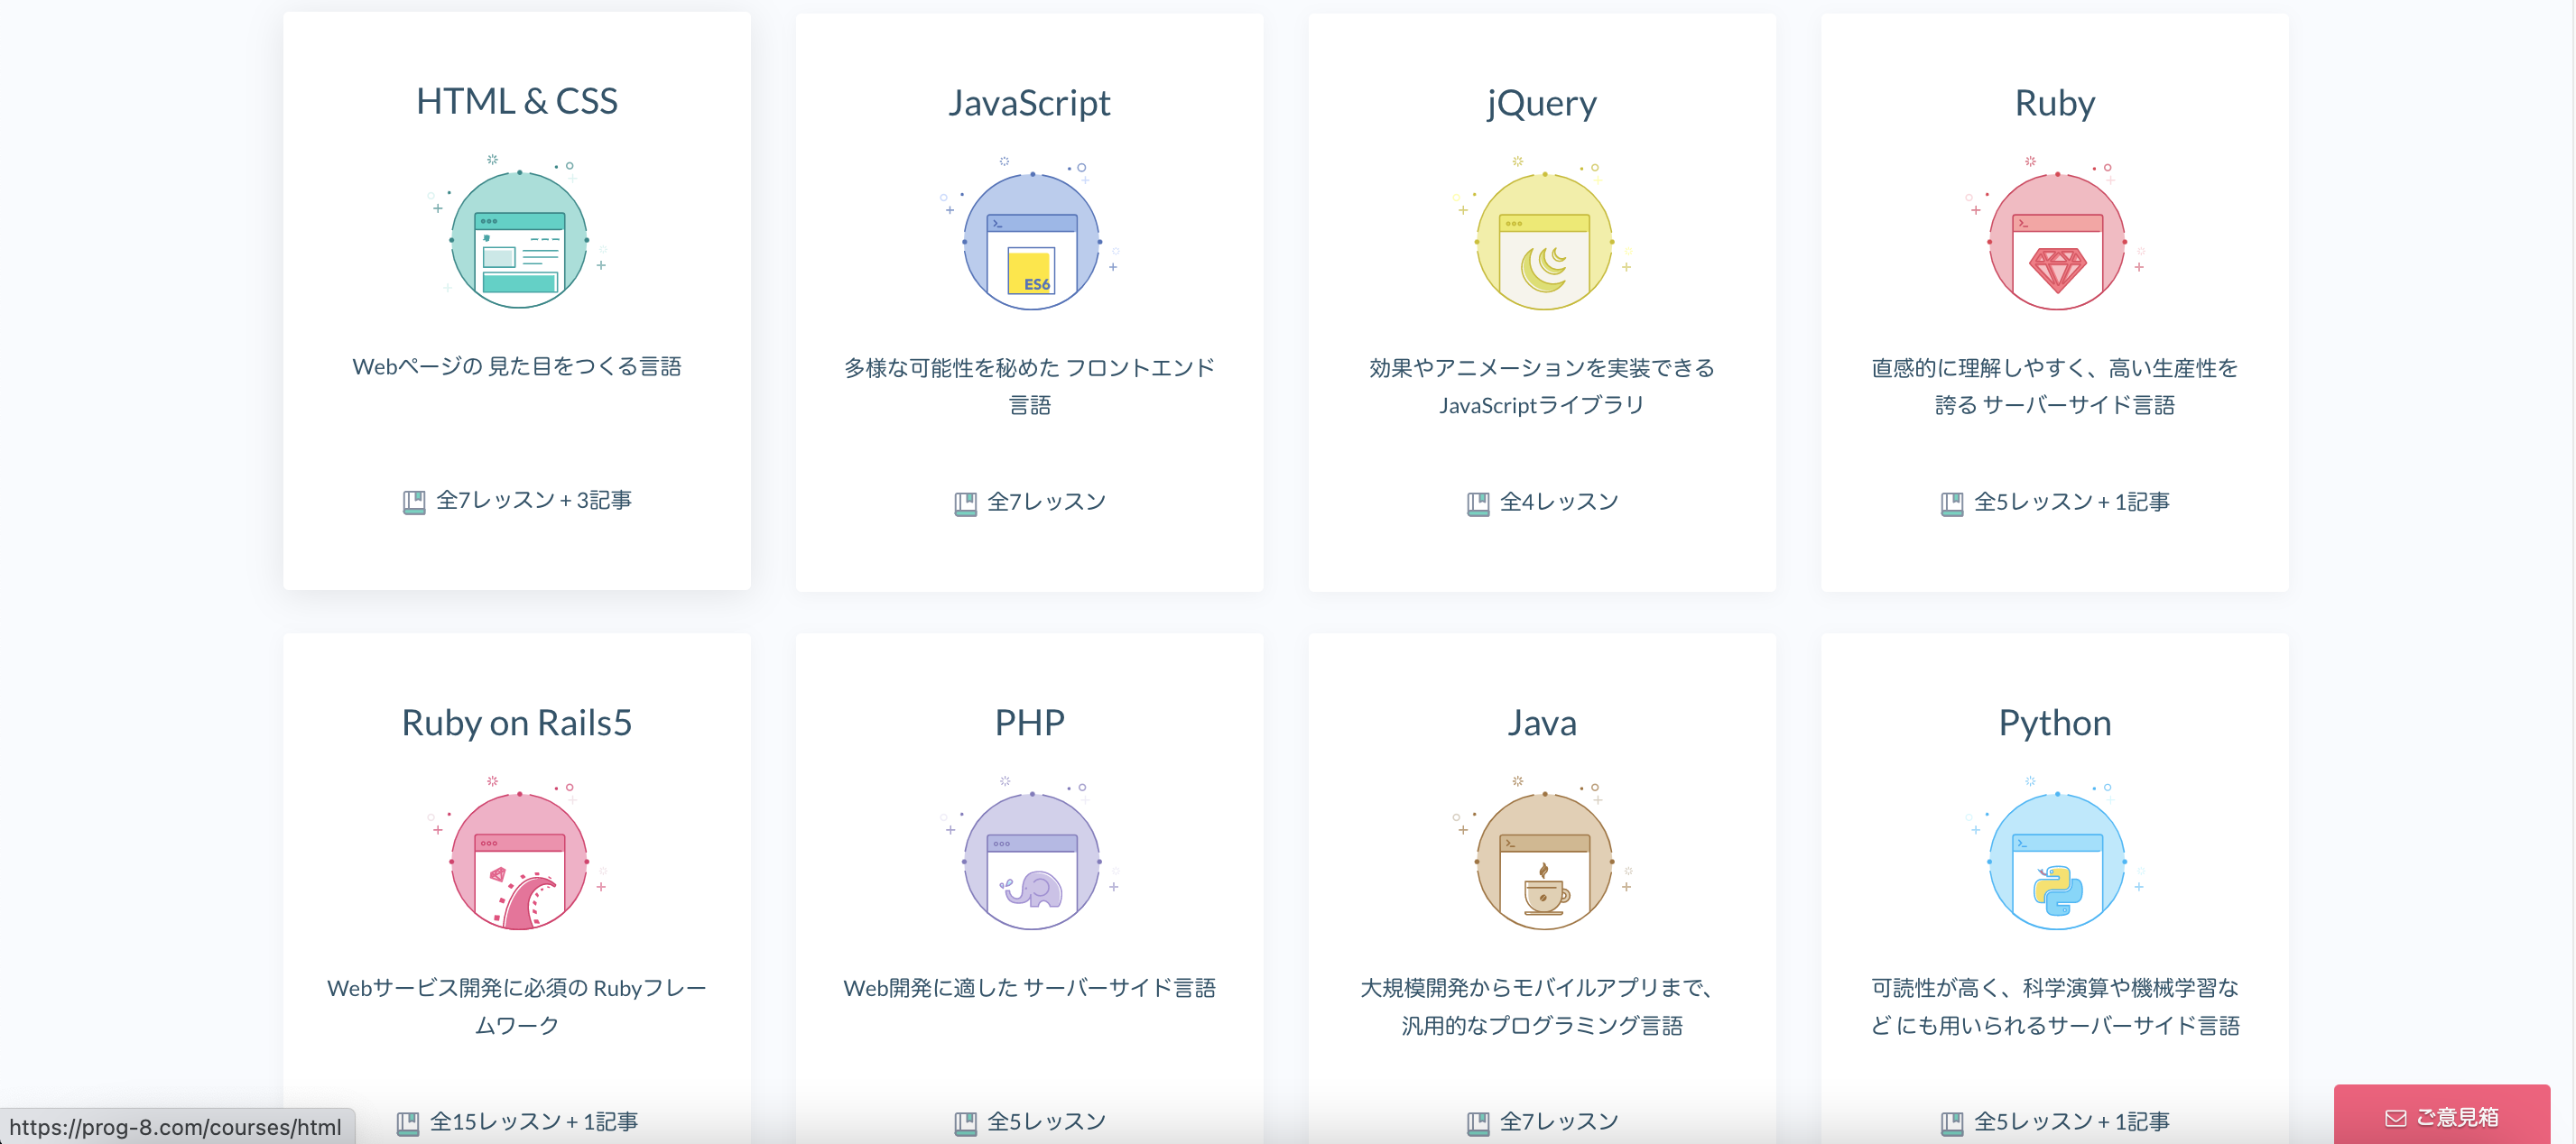 HTML & CSS
Webページの 見た目をつくる言語
全7レッスン + 3記事
JavaScript
ES6
多様な可能性を秘めた フロントエンド
言語
全7レッスン
jQuery
効果やアニメーションを実装できる
JavaScriptライブラリ
全4レッスン
Ruby
直感的に理解しやすく、高い生産性を
誇る サーバーサイド言語
全5レッスン + 1記事
Ruby on Rails5
Webサービス開発に必須の Rubyフレー
ムワーク
全15レッスン + 1記事
PHP
Web開発に適した サーバーサイド言語
全5レッスン
Java
大規模開発からモバイルアプリまで、
汎用的なプログラミング言語
全7レッスン
Python
可読性が高く、科学演算や機械学習な
ど にも用いられるサーバーサイド言語
全5レッスン + 1記事
https://prog-8.com/courses/html
ご意見箱